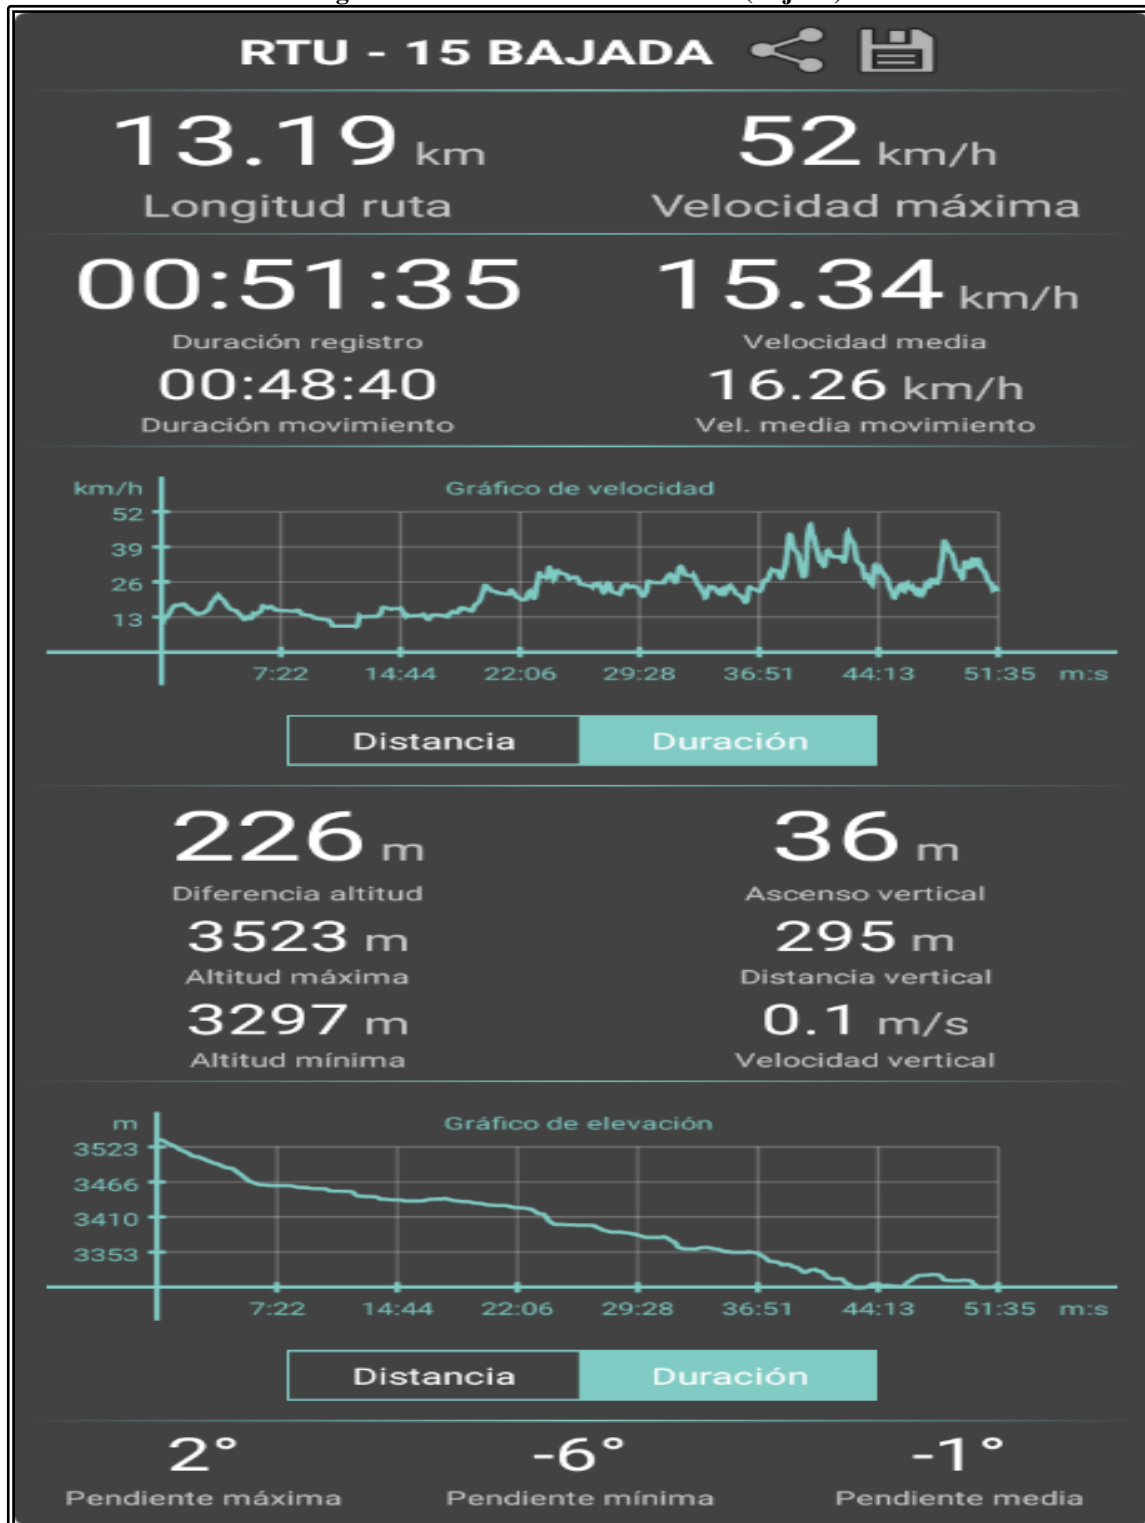 RTU - 15 BAJADA
13.19 km 52 km/h
Longitud ruta Velocidad máxima
00:51:35 15.34 km/h
Duración registro Velocidad media
00:48:40 16.26 km/h
Duración movimiento Vel. media movimiento
km/h Gráfico de velocidad
52
39
26
13
7:22 14:44 22:06 29:28 36:51 44:13 51:35 m:s
Distancia Duración
226 m 36 m
Diferencia altitud Ascenso vertical
3523 m 295 m
Altitud máxima Distancia vertical
3297 m 0.1 m/s
Altitud mínima Velocidad vertical
m Gráfico de elevación
3523
3466
3410
3353
7:22 14:44 22:06 29:28 36:51 44:13 51:35 m:s
Distancia Duración
2° -6° -1°
Pendiente máxima Pendiente mínima Pendiente media